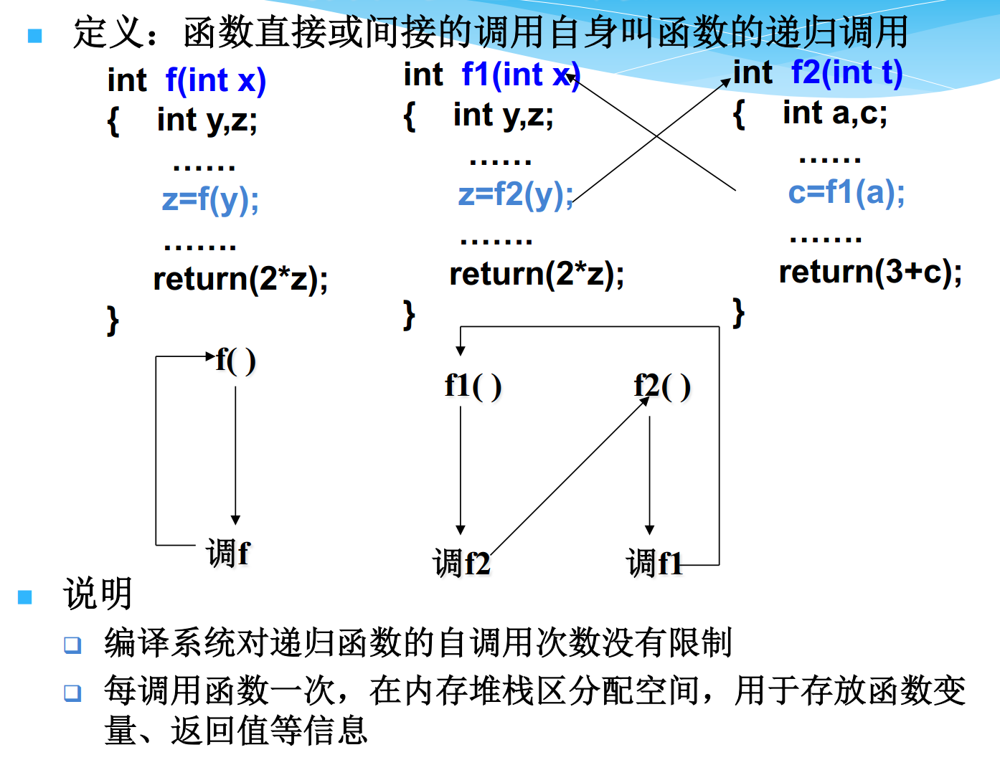 定义：函数直接或间接的调用自身叫函数的递归调用
int f(int x)
{ int y,z;
……
z=f(y);
…….
return(2*z);
}
int f1(int x)
{ int y,z;
……
z=f2(y);
…….
return(2*z);
}
int f2(int t)
{ int a,c;
……
c=f1(a);
…….
return(3+c);
}
f( )
调f
f1( )
调f2
f2( )
调f1
说明
编译系统对递归函数的自调用次数没有限制
每调用函数一次，在内存堆栈区分配空间，用于存放函数变
量、返回值等信息